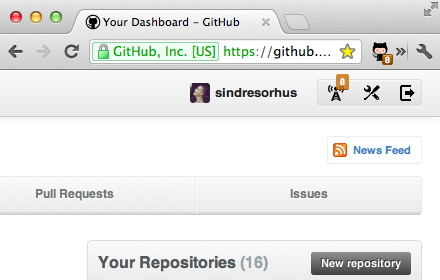 Your Dashboard – GitHub
GitHub, Inc. [US] https://github.... 8
8
sindresorhus
News Feed
Pull Requests Issues
Your Repositories (16) New repository